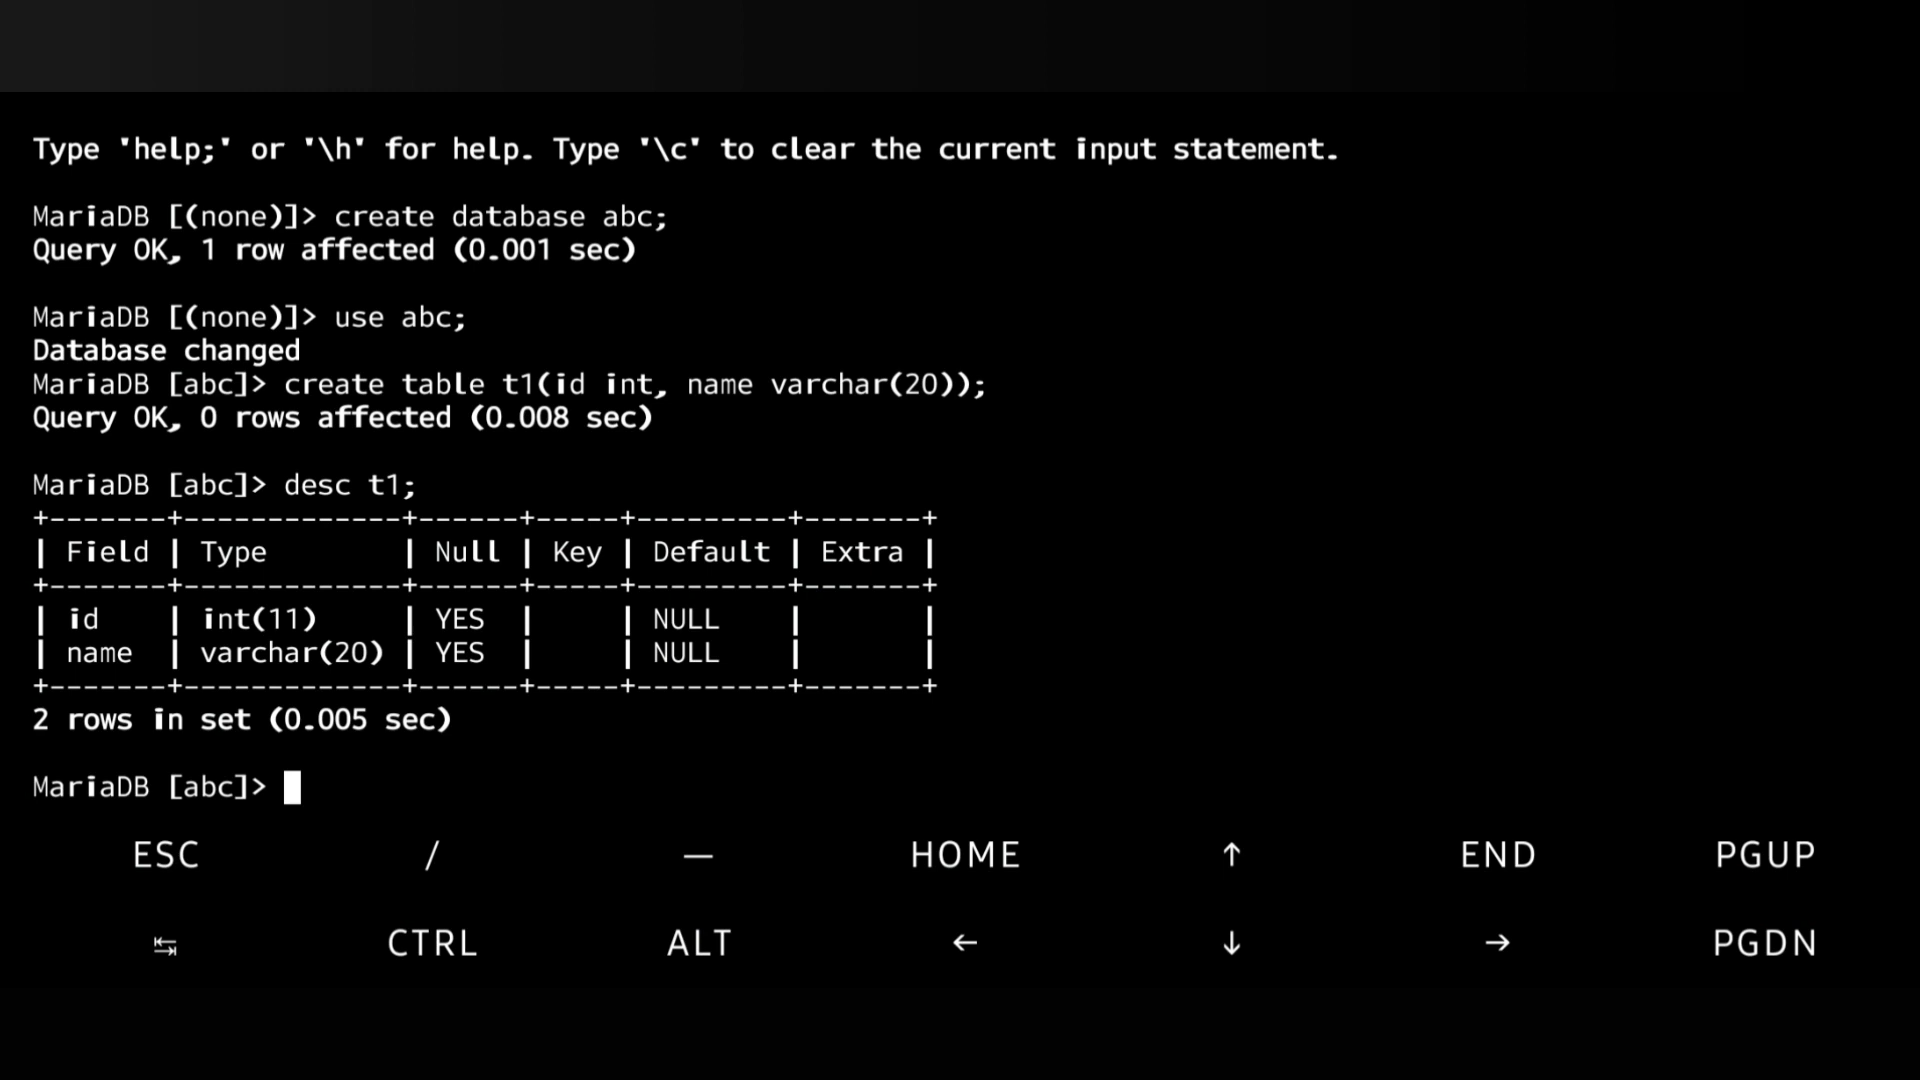 Type 'help;' or '\h' for help. Type '\c' to clear the current input statement.
MariaDB [(none)]> create database abc;
Query OK, 1 row affected (0.001 sec)
MariaDB [(none)]> use abc;
Database changed
MariaDB [abc]> create table t1(id int, name varchar(20));
Query OK, 0 rows affected (0.008 sec)
MariaDB [abc]> desc t1;
+-------+-------------+------+-----+---------+-------+
| Field | Type        | Null | Key | Default | Extra |
+-------+-------------+------+-----+---------+-------+
| id    | int(11)     | YES  |     | NULL    |       |
| name  | varchar(20) | YES  |     | NULL    |       |
+-------+-------------+------+-----+---------+-------+
2 rows in set (0.005 sec)
MariaDB [abc]>
ESC / — HOME ↑ END PGUP
↹ CTRL ALT ← ↓ → PGDN